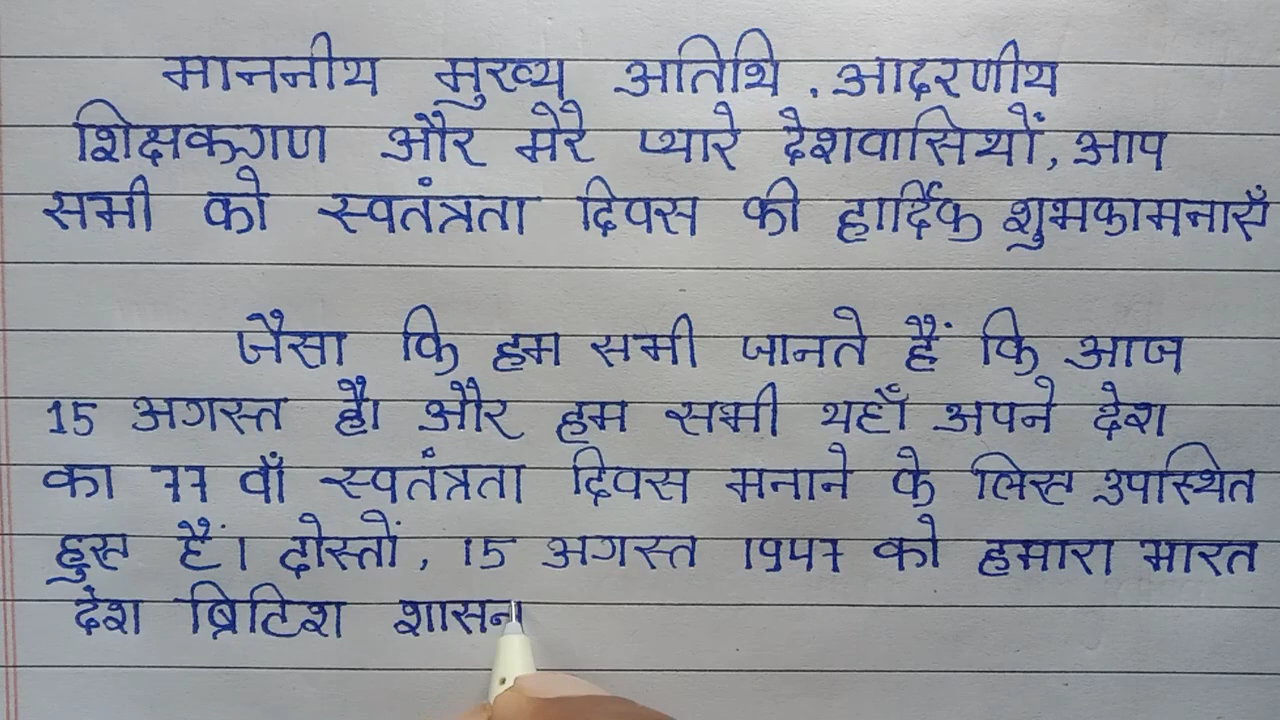 माननीय मुख्य अतिथि, आदरणीय
शिक्षकगण और मेरे प्यारे देशवासियों, आप
सभी को स्वतंत्रता दिवस की हार्दिक शुभकामनाएँ
जैसा कि हम सभी जानते हैं कि आज
15 अगस्त है। और हम सभी यहाँ अपने देश
का 77 वाँ स्वतंत्रता दिवस मनाने के लिए उपस्थित
हुए हैं। दोस्तों, 15 अगस्त 1947 को हमारा भारत
देश ब्रिटिश शासन